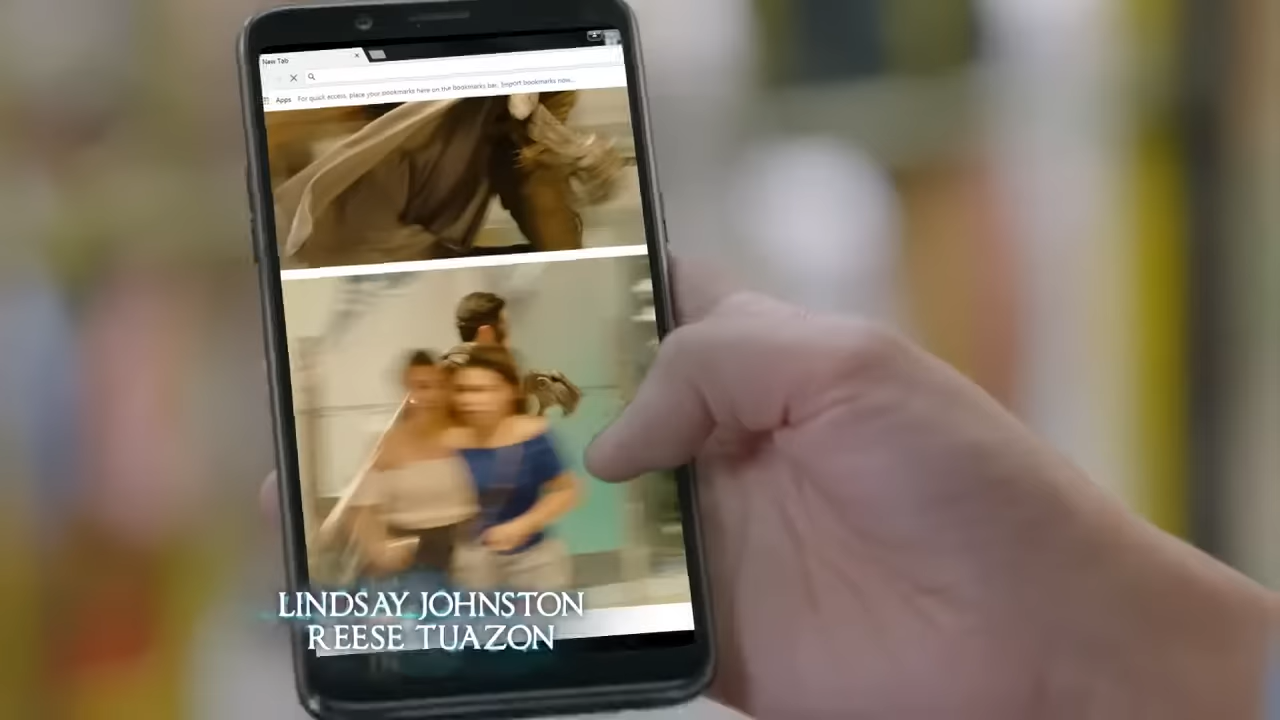 New Tab
Apps For quick access, place your bookmarks here on the bookmarks bar. Import bookmarks now...
LINDSAY JOHNSTON
REESE TUAZON